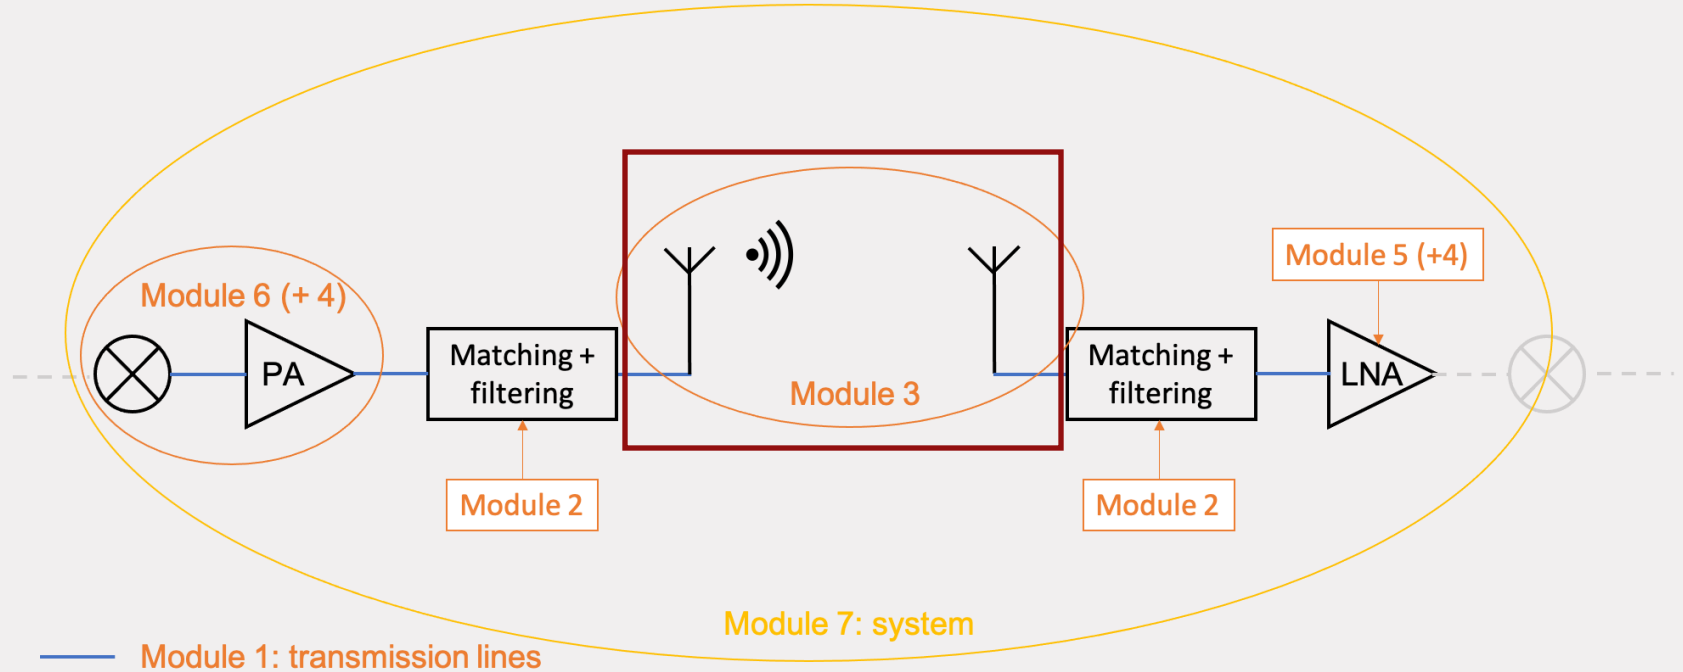 Module 6 (+ 4)
PA
Matching +
filtering
Module 2
Module 3
Matching +
filtering
Module 2
Module 5 (+4)
LNA
Module 7: system
Module 1: transmission lines